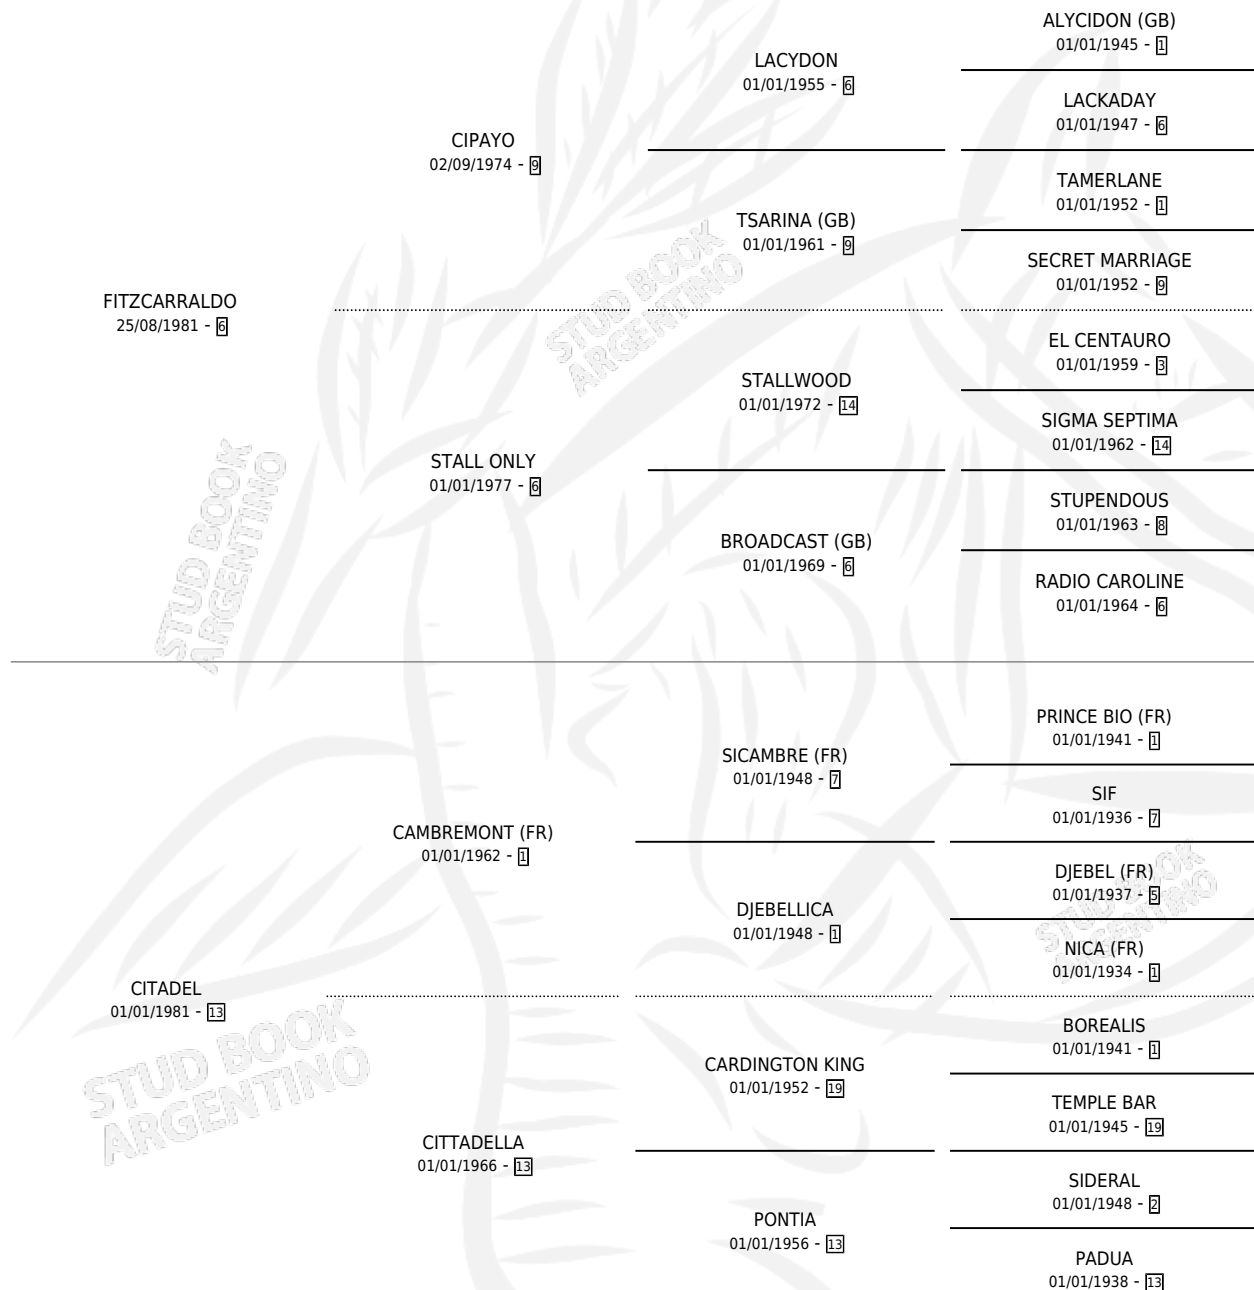 ALYCIDON (GB)
01/01/1945 - 1
LACYDON
01/01/1955 - 6
LACKADAY
01/01/1947 - 6
CIPAYO
02/09/1974 - 9
TAMERLANE
01/01/1952 - 1
TSARINA (GB)
01/01/1961 - 9
SECRET MARRIAGE
01/01/1952 - 9
FITZCARRALDO
25/08/1981 - 6
EL CENTAURO
01/01/1959 - 3
STALLWOOD
01/01/1972 - 14
SIGMA SEPTIMA
01/01/1962 - 14
STALL ONLY
01/01/1977 - 6
STUPENDOUS
01/01/1963 - 8
BROADCAST (GB)
01/01/1969 - 6
RADIO CAROLINE
01/01/1964 - 6
STUD BOOK
ARGENTINO
STUD BOOK
ARGENTINO
PRINCE BIO (FR)
01/01/1941 - 1
SICAMBRE (FR)
01/01/1948 - 7
SIF
01/01/1936 - 7
CAMBREMONT (FR)
01/01/1962 - 1
DJEBEL (FR)
01/01/1937 - 5
DJEBELLICA
01/01/1948 - 1
NICA (FR)
01/01/1934 - 1
CITADEL
01/01/1981 - 13
BOREALIS
01/01/1941 - 1
CARDINGTON KING
01/01/1952 - 19
TEMPLE BAR
01/01/1945 - 19
CITTADELLA
01/01/1966 - 13
SIDERAL
01/01/1948 - 2
PONTIA
01/01/1956 - 13
PADUA
01/01/1938 - 13
STUD BOOK
ARGENTINO
STUD BOOK
ARGENTINO